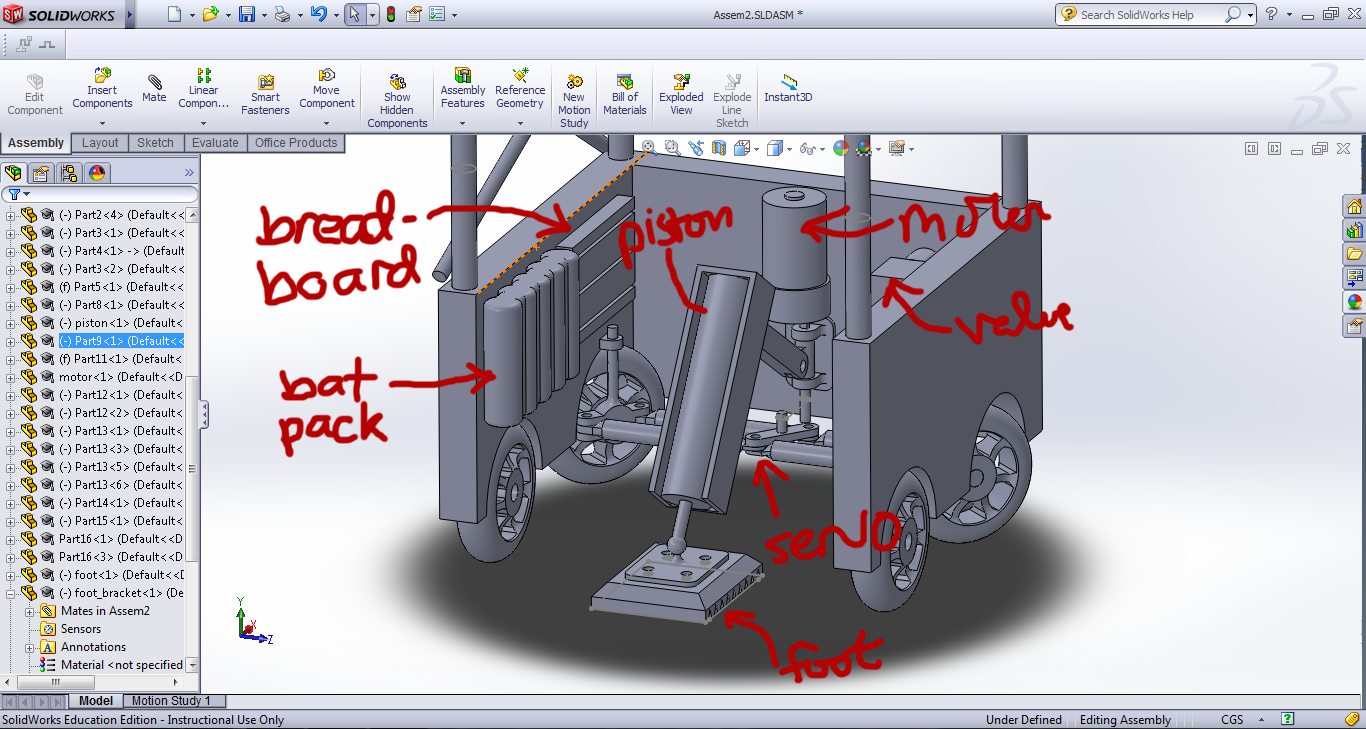 SOLIDWORKS
Assem2.SLDASM *
Search SolidWorks Help
Edit Component
Insert Components
Mate
Linear Compon...
Smart Fasteners
Move Component
Show Hidden Components
Assembly Features
Reference Geometry
New Motion Study
Bill of Materials
Exploded View
Explode Line Sketch
Instant3D
Assembly Layout Sketch Evaluate Office Products
(-) Part2<4> (Default<<
(-) Part3<1> (Default<<
(-) Part4<1> -> (Default
(-) Part3<2> (Default<<
(f) Part5<1> (Default<<
(-) Part8<1> (Default<<
(-) piston<1> (Default<
(-) Part9<1> (Default<<
(f) Part11<1> (Default<
motor<1> (Default<<D
(-) Part12<1> (Default<
(-) Part12<2> (Default<
(-) Part13<1> (Default<
(-) Part13<3> (Default<
(-) Part13<5> (Default<
(-) Part13<6> (Default<
(-) Part14<1> (Default<
(-) Part15<1> (Default<
Part16<1> (Default<<D
Part16<3> (Default<<D
(-) foot<1> (Default<<D
(-) foot_bracket<1> (De
Mates in Assem2
Sensors
Annotations
Material <not specified
bread-
board
piston
motor
valve
bat
pack
servo
foot
Y
X
Z
Model Motion Study 1
SolidWorks Education Edition - Instructional Use Only
Under Defined Editing Assembly CGS